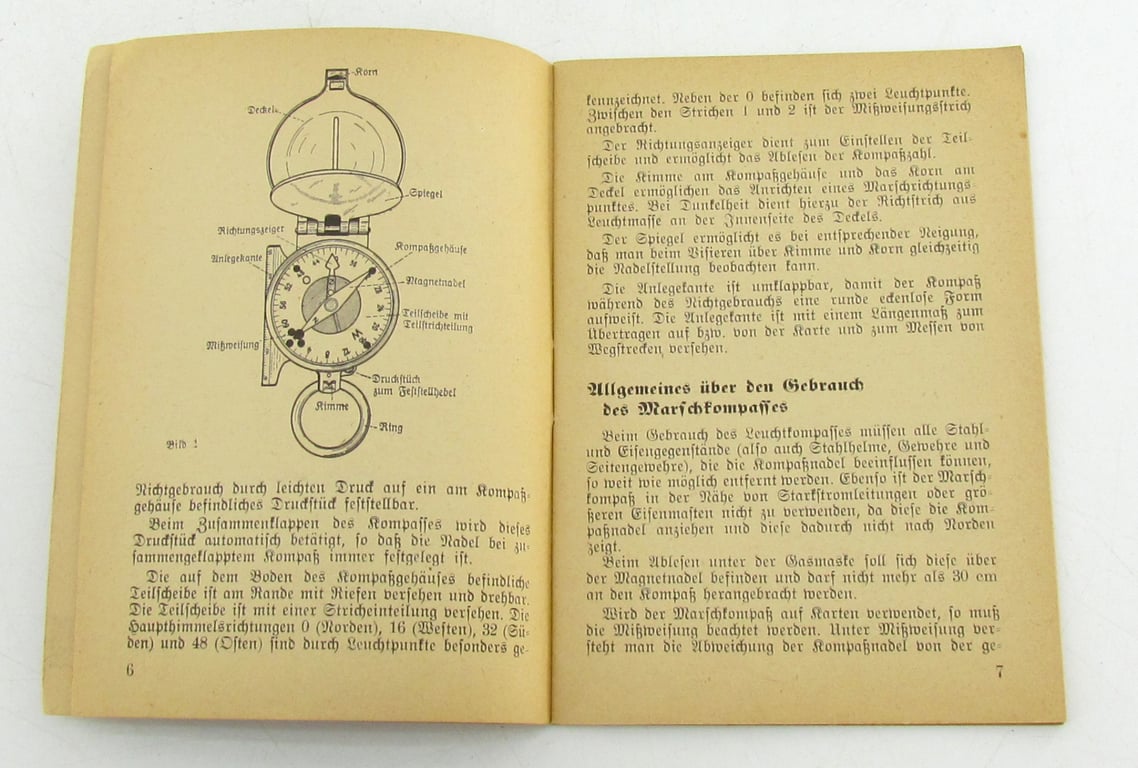 Korn
Deckel
Spiegel
Richtungszeiger
Kompaßgehäuse
Anlegekante
Magnetnadel
Teilscheibe mit
Teilstrichteilung
Mißweisung
Druckstück
zum Feststellhebel
Kimme
Ring
Bild 1
Nichtgebrauch durch leichten Druck auf ein am Kompaß-
gehäuse befindliches Druckstück feststellbar.
Beim Zusammenklappen des Kompasses wird dieses
Druckstück automatisch betätigt, so daß die Nadel bei zu-
sammengeklapptem Kompaß immer festgelegt ist.
Die auf dem Boden des Kompaßgehäuses befindliche
Teilscheibe ist am Rande mit Riefen versehen und drehbar.
Die Teilscheibe ist mit einer Stricheinteilung versehen. Die
Haupthimmelsrichtungen 0 (Norden), 16 (Westen), 32 (Sü-
den) und 48 (Osten) sind durch Leuchtpunkte besonders ge-
6
kennzeichnet. Neben der 0 befinden sich zwei Leuchtpunkte.
Zwischen den Strichen 1 und 2 ist der Mißweisungsstrich
angebracht.
Der Richtungsanzeiger dient zum Einstellen der Teil-
scheibe und ermöglicht das Ablesen der Kompaßzahl.
Die Kimme am Kompaßgehäuse und das Korn am
Deckel ermöglichen das Anrichten eines Marschrichtungs-
punktes. Bei Dunkelheit dient hierzu der Richtstrich aus
Leuchtmasse an der Innenseite des Deckels.
Der Spiegel ermöglicht es bei entsprechender Neigung,
daß man beim Visieren über Kimme und Korn gleichzeitig
die Nadelstellung beobachten kann.
Die Anlegekante ist umklappbar, damit der Kompaß
während des Nichtgebrauchs eine runde eckenlose Form
aufweist. Die Anlegekante ist mit einem Längenmaß zum
Übertragen auf bzw. von der Karte und zum Messen von
Wegstrecken, versehen.
Allgemeines über den Gebrauch
des Marschkompasses
Beim Gebrauch des Leuchtkompasses müssen alle Stahl-
und Eisengegenstände (also auch Stahlhelme, Gewehre und
Seitengewehre), die die Kompaßnadel beeinflussen können,
so weit wie möglich entfernt werden. Ebenso ist der Marsch-
kompaß in der Nähe von Starkstromleitungen oder grö-
ßeren Eisenmasten nicht zu verwenden, da diese die Kom-
paßnadel anziehen und diese dadurch nicht nach Norden
zeigt.
Beim Ablesen unter der Gasmaske soll sich diese über
der Magnetnadel befinden und darf nicht mehr als 30 cm
an den Kompaß herangebracht werden.
Wird der Marschkompaß auf Karten verwendet, so muß
die Mißweisung beachtet werden. Unter Mißweisung ver-
steht man die Abweichung der Kompaßnadel von der ge-
7